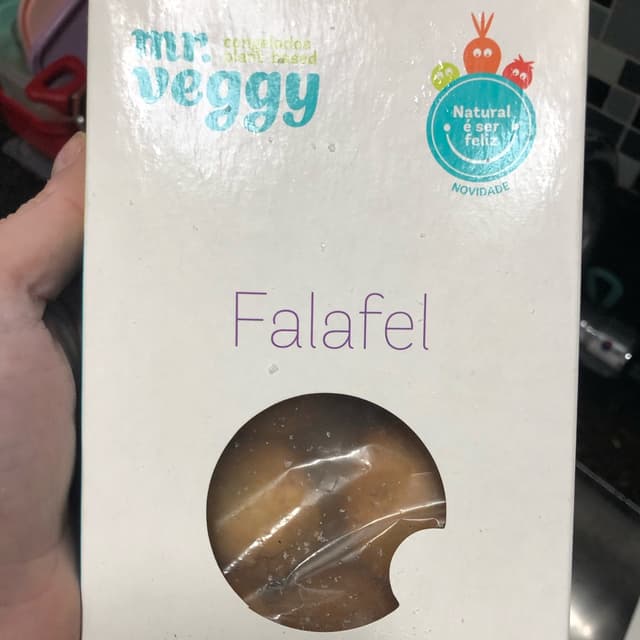 mr.
veggy
congelados
plant-based
Natural
é ser
feliz
NOVIDADE
Falafel